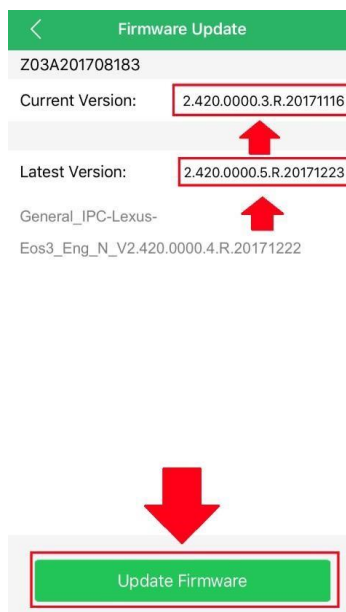 Firmware Update
Z03A201708183
Current Version: 2.420.0000.3.R.20171116
Latest Version: 2.420.0000.5.R.20171223
General_IPC-Lexus-
Eos3_Eng_N_V2.420.0000.4.R.20171222
Update Firmware